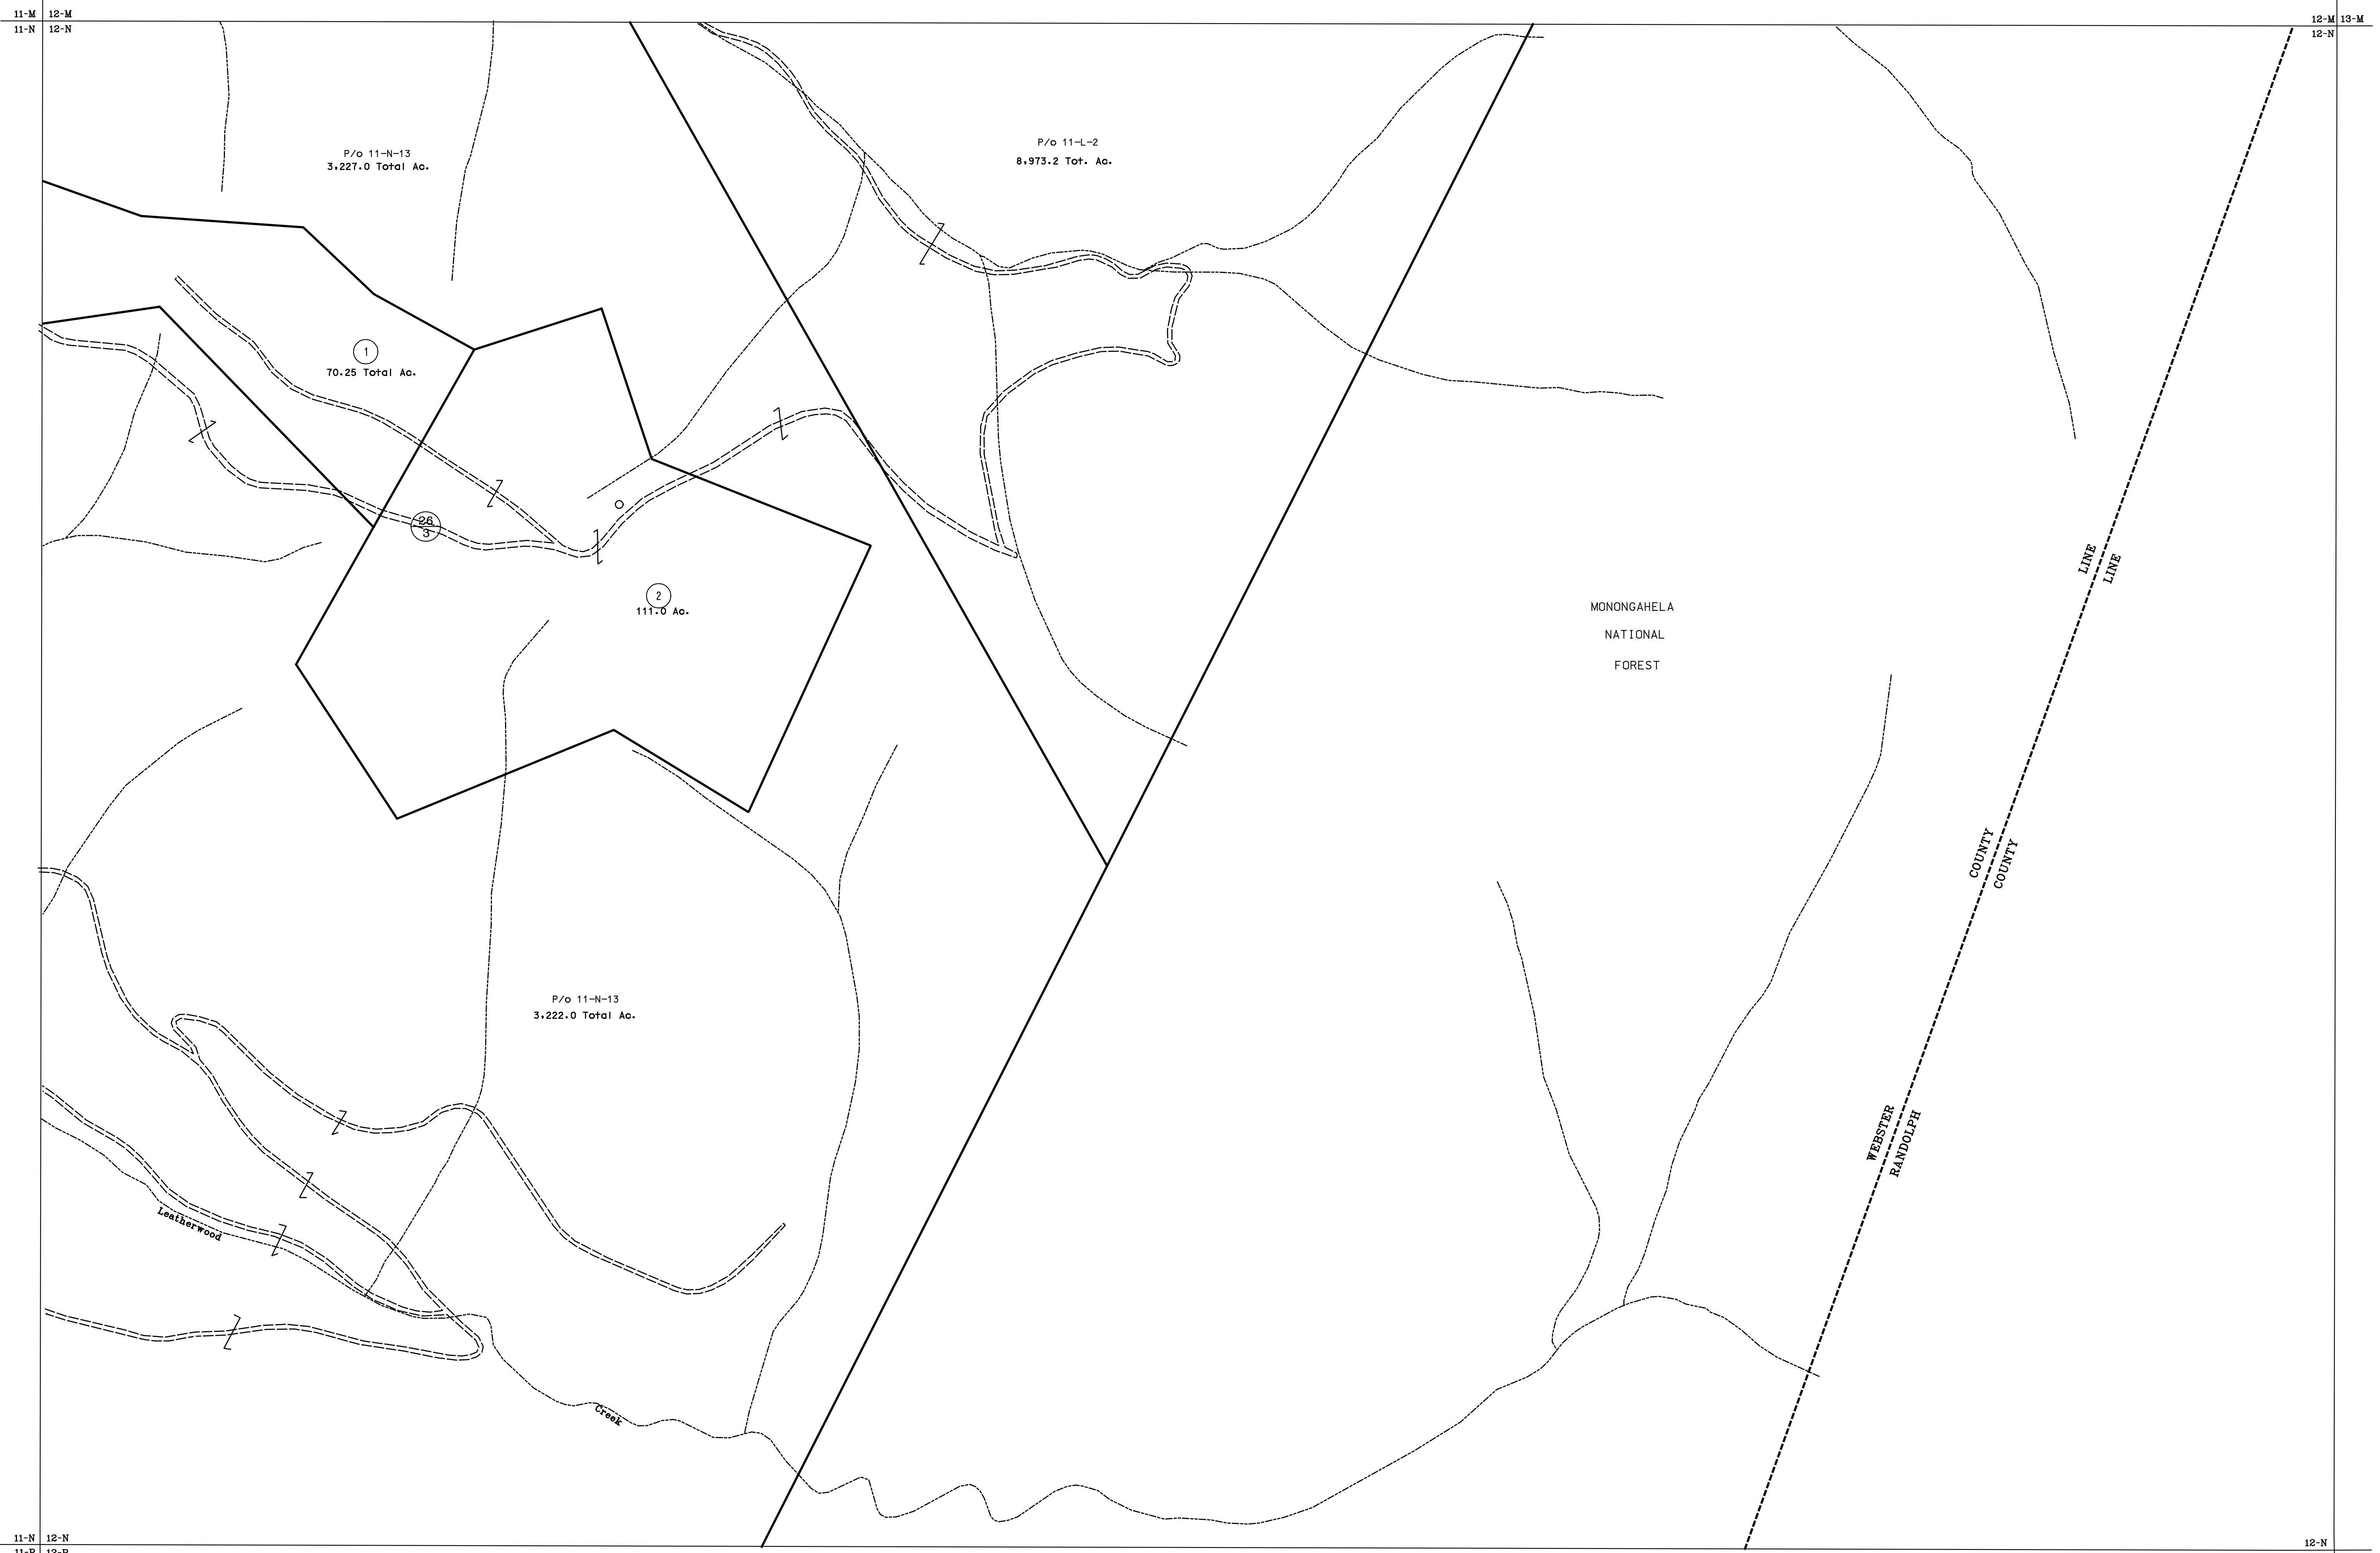 11-M 12-M
12-M 13-M
11-N 12-N
12-N
P/o 11-N-13
3,227.0 Total Ac.
P/o 11-L-2
8,973.2 Tot. Ac.
1
70.25 Total Ac.
26
3
2
111.0 Ac.
MONONGAHELA
NATIONAL
FOREST
LINE
LINE
COUNTY
COUNTY
WEBSTER
RANDOLPH
P/o 11-N-13
3,222.0 Total Ac.
Leatherwood
Creek
11-N 12-N
12-N